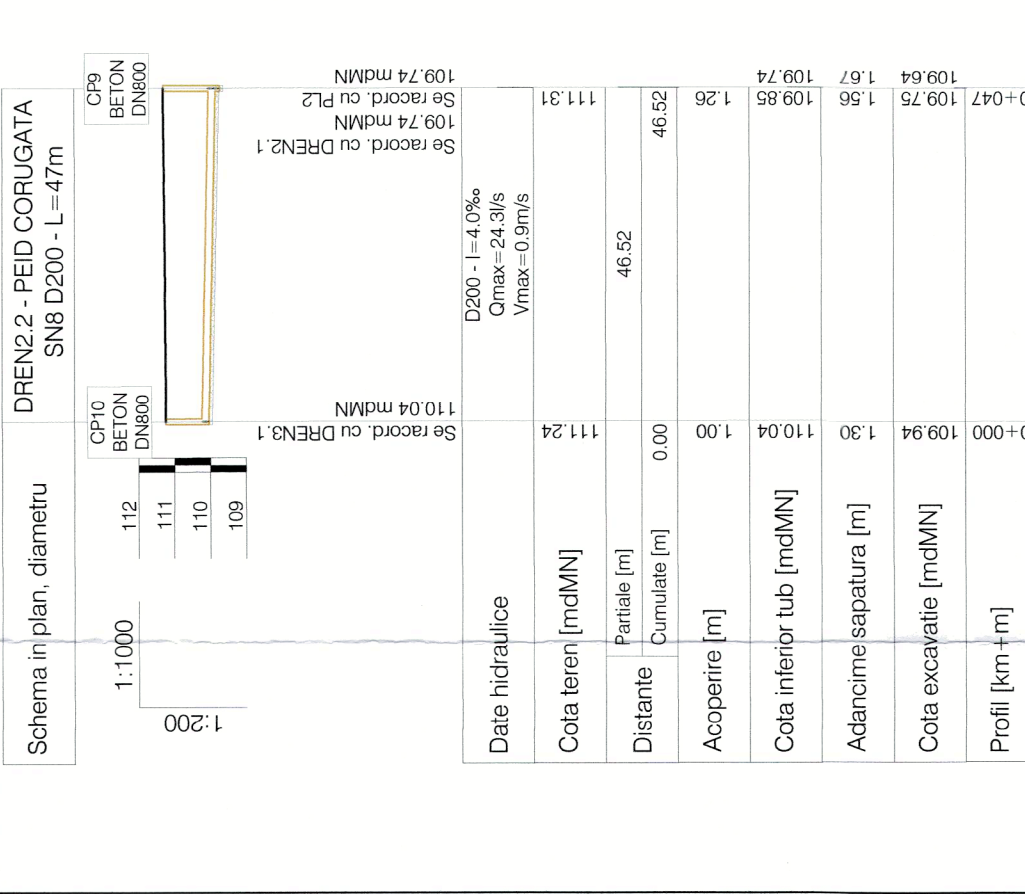 Schema in plan, diametru
DREN2.2 - PEID CORUGATA
SN8 D200 - L=47m
CP10
BETON
DN800
CP9
BETON
DN800
1:1000
1:200
112
111
110
109
Se racord. cu DREN3.1
110.04 mdMN
Se racord. cu DREN2.1
109.74 mdMN
Se racord. cu PL2
109.74 mdMN
Date hidraulice
D200 - I=4.0‰
Qmax=24.3l/s
Vmax=0.9m/s
Cota teren [mdMN]
111.24
111.31
Distante
Partiale [m]
46.52
Cumulate [m]
0.00
46.52
Acoperire [m]
1.00
1.26
Cota inferior tub [mdMN]
110.04
109.85
109.74
Adancime sapatura [m]
1.30
1.56
1.67
Cota excavatie [mdMN]
109.94
109.75
109.64
Profil [km+m]
0+000
0+047